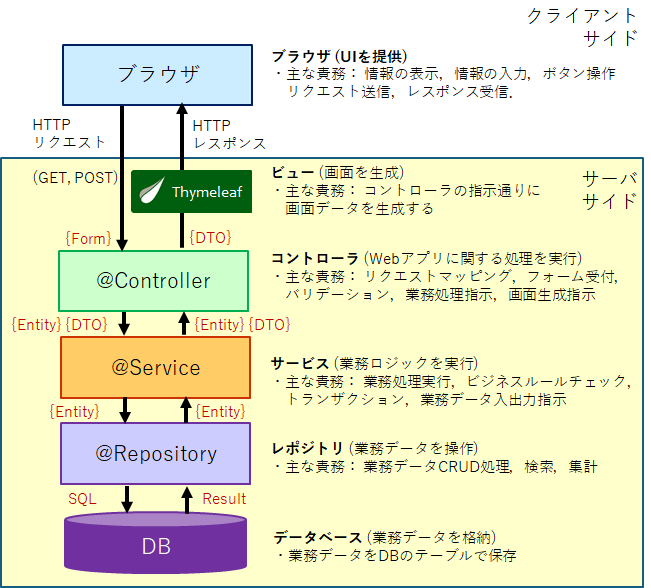 クライアント
サイド
ブラウザ
ブラウザ (UIを提供)
・主な責務： 情報の表示，情報の入力，ボタン操作
リクエスト送信，レスポンス受信．
HTTP
リクエスト
HTTP
レスポンス
(GET, POST)
Thymeleaf
ビュー (画面を生成)
・主な責務： コントローラの指示通りに
画面データを生成する
サーバ
サイド
{Form}
{DTO}
@Controller
コントローラ (Webアプリに関する処理を実行)
・主な責務： リクエストマッピング，フォーム受付，
バリデーション，業務処理指示，画面生成指示
{Entity} {DTO}
{Entity} {DTO}
@Service
サービス (業務ロジックを実行)
・主な責務： 業務処理実行，ビジネスルールチェック，
トランザクション，業務データ入出力指示
{Entity}
{Entity}
@Repository
レポジトリ (業務データを操作)
・主な責務： 業務データCRUD処理，検索，集計
SQL
Result
DB
データベース (業務データを格納)
・業務データをDBのテーブルで保存